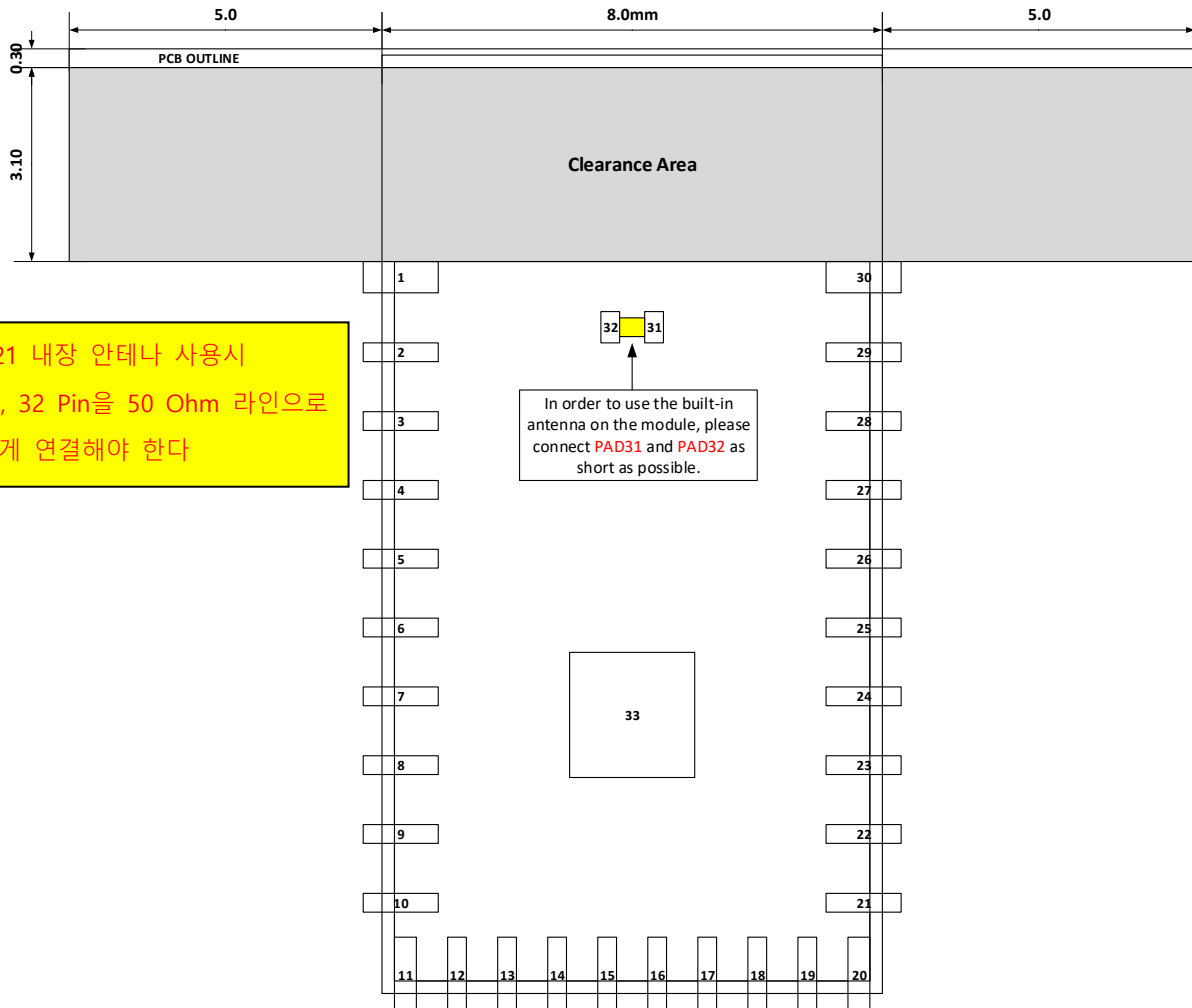 5.0 8.0mm 5.0
0.30
PCB OUTLINE
3.10
Clearance Area
1 30
32 31
2 29
21 내장 안테나 사용시
, 32 Pin을 50 Ohm 라인으로
게 연결해야 한다
In order to use the built-in
antenna on the module, please
connect PAD31 and PAD32 as
short as possible.
3 28
4 27
5 26
6 25
7 24
33
8 23
9 22
10 21
11 12 13 14 15 16 17 18 19 20